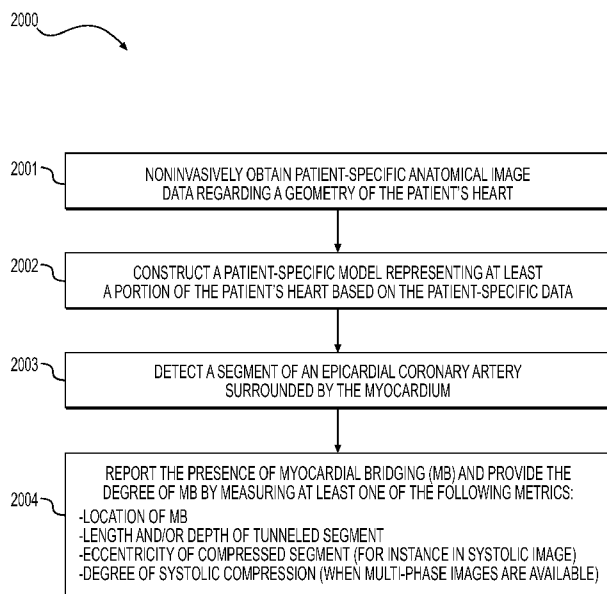 2000
2001
NONINVASIVELY OBTAIN PATIENT-SPECIFIC ANATOMICAL IMAGE
DATA REGARDING A GEOMETRY OF THE PATIENT'S HEART
2002
CONSTRUCT A PATIENT-SPECIFIC MODEL REPRESENTING AT LEAST
A PORTION OF THE PATIENT'S HEART BASED ON THE PATIENT-SPECIFIC DATA
2003
DETECT A SEGMENT OF AN EPICARDIAL CORONARY ARTERY
SURROUNDED BY THE MYOCARDIUM
2004
REPORT THE PRESENCE OF MYOCARDIAL BRIDGING (MB) AND PROVIDE THE
DEGREE OF MB BY MEASURING AT LEAST ONE OF THE FOLLOWING METRICS:
-LOCATION OF MB
-LENGTH AND/OR DEPTH OF TUNNELED SEGMENT
-ECCENTRICITY OF COMPRESSED SEGMENT (FOR INSTANCE IN SYSTOLIC IMAGE)
-DEGREE OF SYSTOLIC COMPRESSION (WHEN MULTI-PHASE IMAGES ARE AVAILABLE)